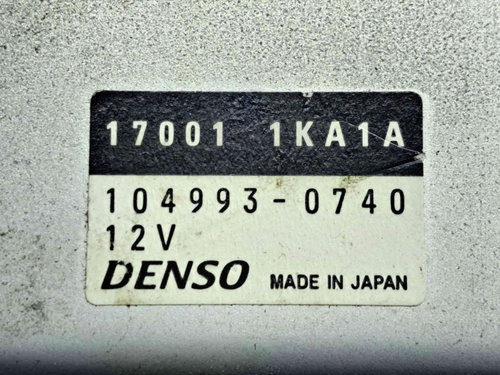 17001 1KA1A
104993-0740
12V
DENSO MADE IN JAPAN